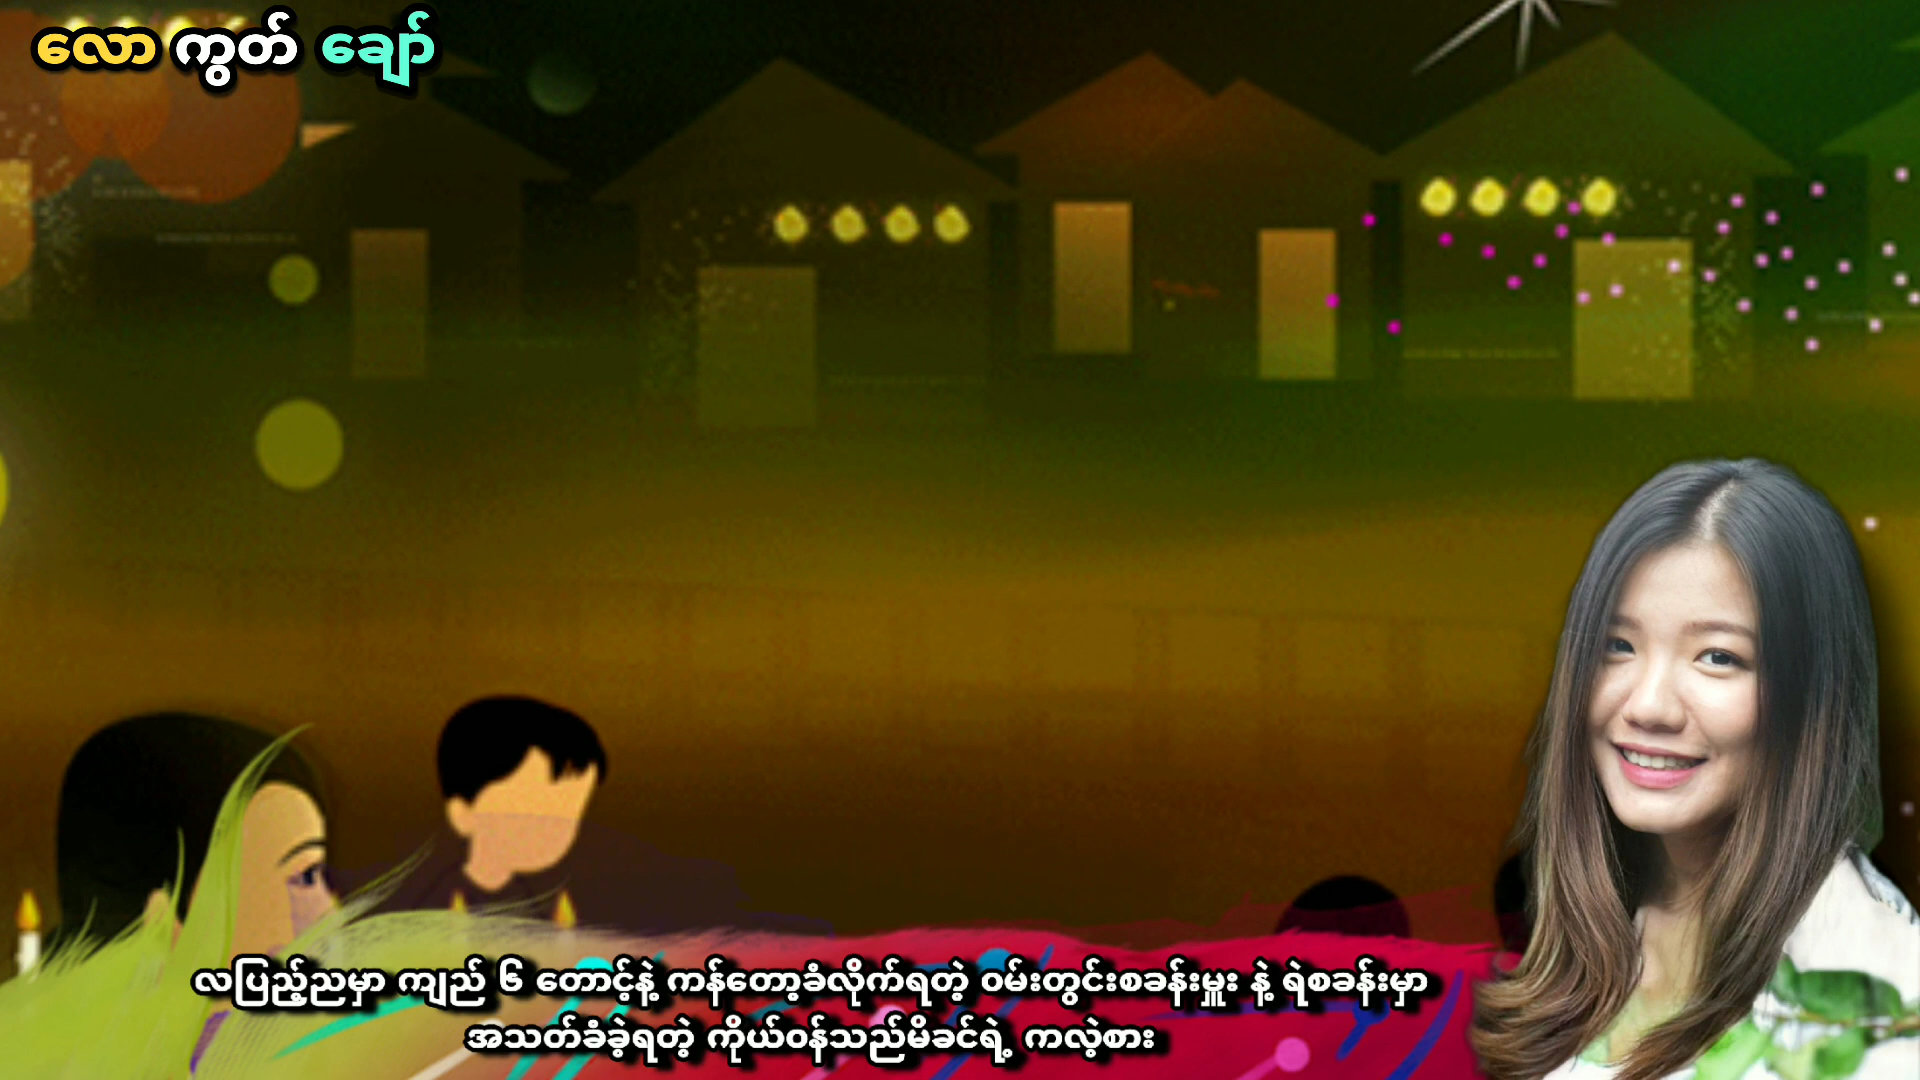 လော ကွတ် ချော်
လပြည့်ညမှာ ကျည် ၆ တောင့်နဲ့ ကန်တော့ခံလိုက်ရတဲ့ ဝမ်းတွင်းစခန်းမှူး နဲ့ ရဲစခန်းမှာ
အသတ်ခံခဲ့ရတဲ့ ကိုယ်ဝန်သည်မိခင်ရဲ့ ကလဲ့စား